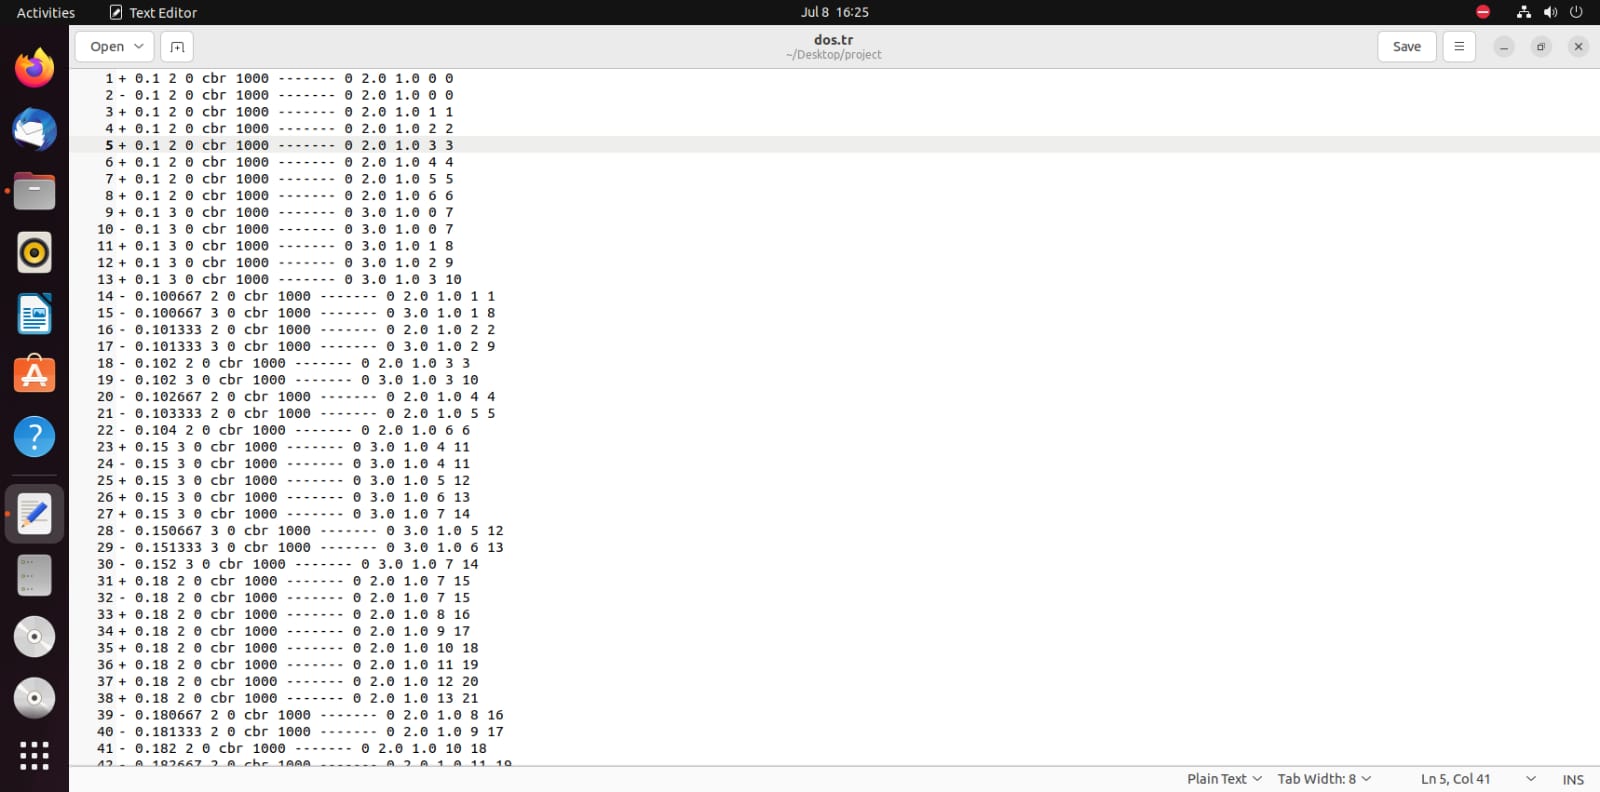 Activities Text Editor Jul 8 16:25
Open dos.tr Save
~/Desktop/project
1 + 0.1 2 0 cbr 1000 ------- 0 2.0 1.0 0 0
2 - 0.1 2 0 cbr 1000 ------- 0 2.0 1.0 0 0
3 + 0.1 2 0 cbr 1000 ------- 0 2.0 1.0 1 1
4 + 0.1 2 0 cbr 1000 ------- 0 2.0 1.0 2 2
5 + 0.1 2 0 cbr 1000 ------- 0 2.0 1.0 3 3
6 + 0.1 2 0 cbr 1000 ------- 0 2.0 1.0 4 4
7 + 0.1 2 0 cbr 1000 ------- 0 2.0 1.0 5 5
8 + 0.1 2 0 cbr 1000 ------- 0 2.0 1.0 6 6
9 + 0.1 3 0 cbr 1000 ------- 0 3.0 1.0 0 7
10 - 0.1 3 0 cbr 1000 ------- 0 3.0 1.0 0 7
11 + 0.1 3 0 cbr 1000 ------- 0 3.0 1.0 1 8
12 + 0.1 3 0 cbr 1000 ------- 0 3.0 1.0 2 9
13 + 0.1 3 0 cbr 1000 ------- 0 3.0 1.0 3 10
14 - 0.100667 2 0 cbr 1000 ------- 0 2.0 1.0 1 1
15 - 0.100667 3 0 cbr 1000 ------- 0 3.0 1.0 1 8
16 - 0.101333 2 0 cbr 1000 ------- 0 2.0 1.0 2 2
17 - 0.101333 3 0 cbr 1000 ------- 0 3.0 1.0 2 9
18 - 0.102 2 0 cbr 1000 ------- 0 2.0 1.0 3 3
19 - 0.102 3 0 cbr 1000 ------- 0 3.0 1.0 3 10
20 - 0.102667 2 0 cbr 1000 ------- 0 2.0 1.0 4 4
21 - 0.103333 2 0 cbr 1000 ------- 0 2.0 1.0 5 5
22 - 0.104 2 0 cbr 1000 ------- 0 2.0 1.0 6 6
23 + 0.15 3 0 cbr 1000 ------- 0 3.0 1.0 4 11
24 - 0.15 3 0 cbr 1000 ------- 0 3.0 1.0 4 11
25 + 0.15 3 0 cbr 1000 ------- 0 3.0 1.0 5 12
26 + 0.15 3 0 cbr 1000 ------- 0 3.0 1.0 6 13
27 + 0.15 3 0 cbr 1000 ------- 0 3.0 1.0 7 14
28 - 0.150667 3 0 cbr 1000 ------- 0 3.0 1.0 5 12
29 - 0.151333 3 0 cbr 1000 ------- 0 3.0 1.0 6 13
30 - 0.152 3 0 cbr 1000 ------- 0 3.0 1.0 7 14
31 + 0.18 2 0 cbr 1000 ------- 0 2.0 1.0 7 15
32 - 0.18 2 0 cbr 1000 ------- 0 2.0 1.0 7 15
33 + 0.18 2 0 cbr 1000 ------- 0 2.0 1.0 8 16
34 + 0.18 2 0 cbr 1000 ------- 0 2.0 1.0 9 17
35 + 0.18 2 0 cbr 1000 ------- 0 2.0 1.0 10 18
36 + 0.18 2 0 cbr 1000 ------- 0 2.0 1.0 11 19
37 + 0.18 2 0 cbr 1000 ------- 0 2.0 1.0 12 20
38 + 0.18 2 0 cbr 1000 ------- 0 2.0 1.0 13 21
39 - 0.180667 2 0 cbr 1000 ------- 0 2.0 1.0 8 16
40 - 0.181333 2 0 cbr 1000 ------- 0 2.0 1.0 9 17
41 - 0.182 2 0 cbr 1000 ------- 0 2.0 1.0 10 18
42 - 0.182667 2 0 cbr 1000 ------- 0 2.0 1.0 11 19
Plain Text Tab Width: 8 Ln 5, Col 41 INS